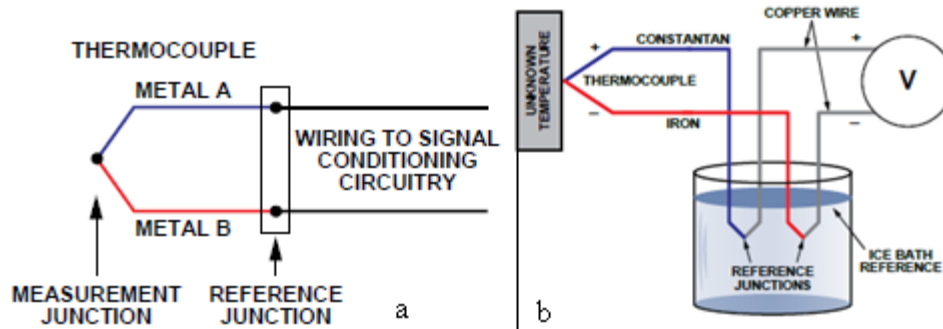 THERMOCOUPLE
METAL A
WIRING TO SIGNAL
CONDITIONING
CIRCUITRY
METAL B
MEASUREMENT
JUNCTION
REFERENCE
JUNCTION
a
COPPER WIRE
UNKNOWN
TEMPERATURE
+
CONSTANTAN
+
THERMOCOUPLE
V
–
IRON
–
REFERENCE
JUNCTIONS
ICE BATH
REFERENCE
b